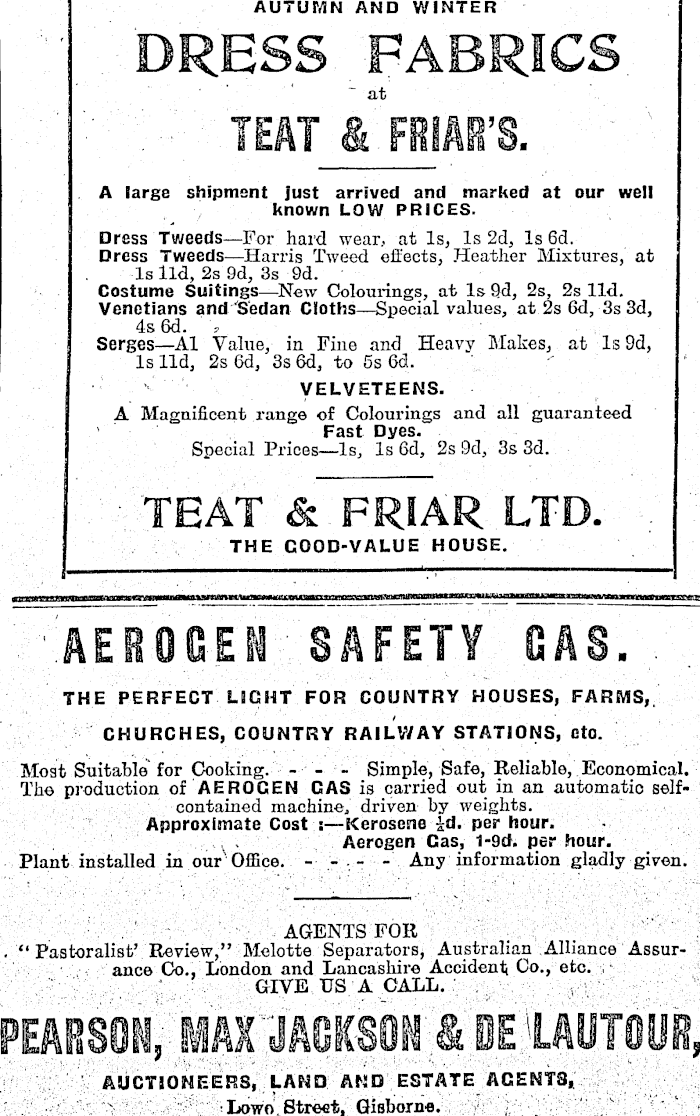 AUTUMN AND WINTER
DRESS FABRICS
at
TEAT & FRIAR'S.
A large shipment just arrived and marked at our well
known LOW PRICES.
Dress Tweeds—For hard wear, at 1s, 1s 2d, 1s 6d.
Dress Tweeds—Harris Tweed effects, Heather Mixtures, at
1s 11d, 2s 9d, 3s 9d.
Costume Suitings—New Colourings, at 1s 9d, 2s, 2s 11d.
Venetians and Sedan Cloths—Special values, at 2s 6d, 3s 3d,
4s 6d.
Serges—A1 Value, in Fine and Heavy Makes, at 1s 9d,
1s 11d, 2s 6d, 3s 6d, to 5s 6d.
VELVETEENS.
A Magnificent range of Colourings and all guaranteed
Fast Dyes.
Special Prices—1s, 1s 6d, 2s 9d, 3s 3d.
TEAT & FRIAR LTD.
THE GOOD-VALUE HOUSE.
AEROGEN SAFETY GAS.
THE PERFECT LIGHT FOR COUNTRY HOUSES, FARMS,
CHURCHES, COUNTRY RAILWAY STATIONS, etc.
Most Suitable for Cooking. - - - Simple, Safe, Reliable, Economical.
The production of AEROGEN GAS is carried out in an automatic self-
contained machine, driven by weights.
Approximate Cost :—Kerosene ½d. per hour.
Aerogen Gas, 1-9d. per hour.
Plant installed in our Office. - - - - Any information gladly given.
AGENTS FOR
"Pastoralist' Review," Melotte Separators, Australian Alliance Assur-
ance Co., London and Lancashire Accident Co., etc.
GIVE US A CALL.
PEARSON, MAX JACKSON & DE LAUTOUR,
AUCTIONEERS, LAND AND ESTATE AGENTS,
Lowe Street, Gisborne.